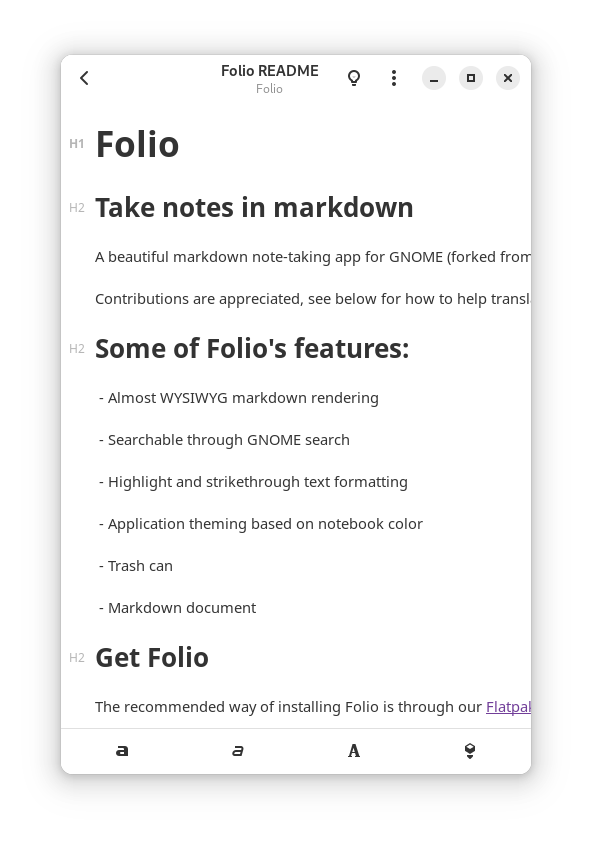 Folio README
Folio
H1 Folio
H2 Take notes in markdown
A beautiful markdown note-taking app for GNOME (forked from
Contributions are appreciated, see below for how to help
H2 Some of Folio's features:
- Almost WYSIWYG markdown rendering
- Searchable through GNOME search
- Highlight and strikethrough text formatting
- Application theming based on notebook color
- Trash can
- Markdown document
H2 Get Folio
The recommended way of installing Folio is through our
a a A